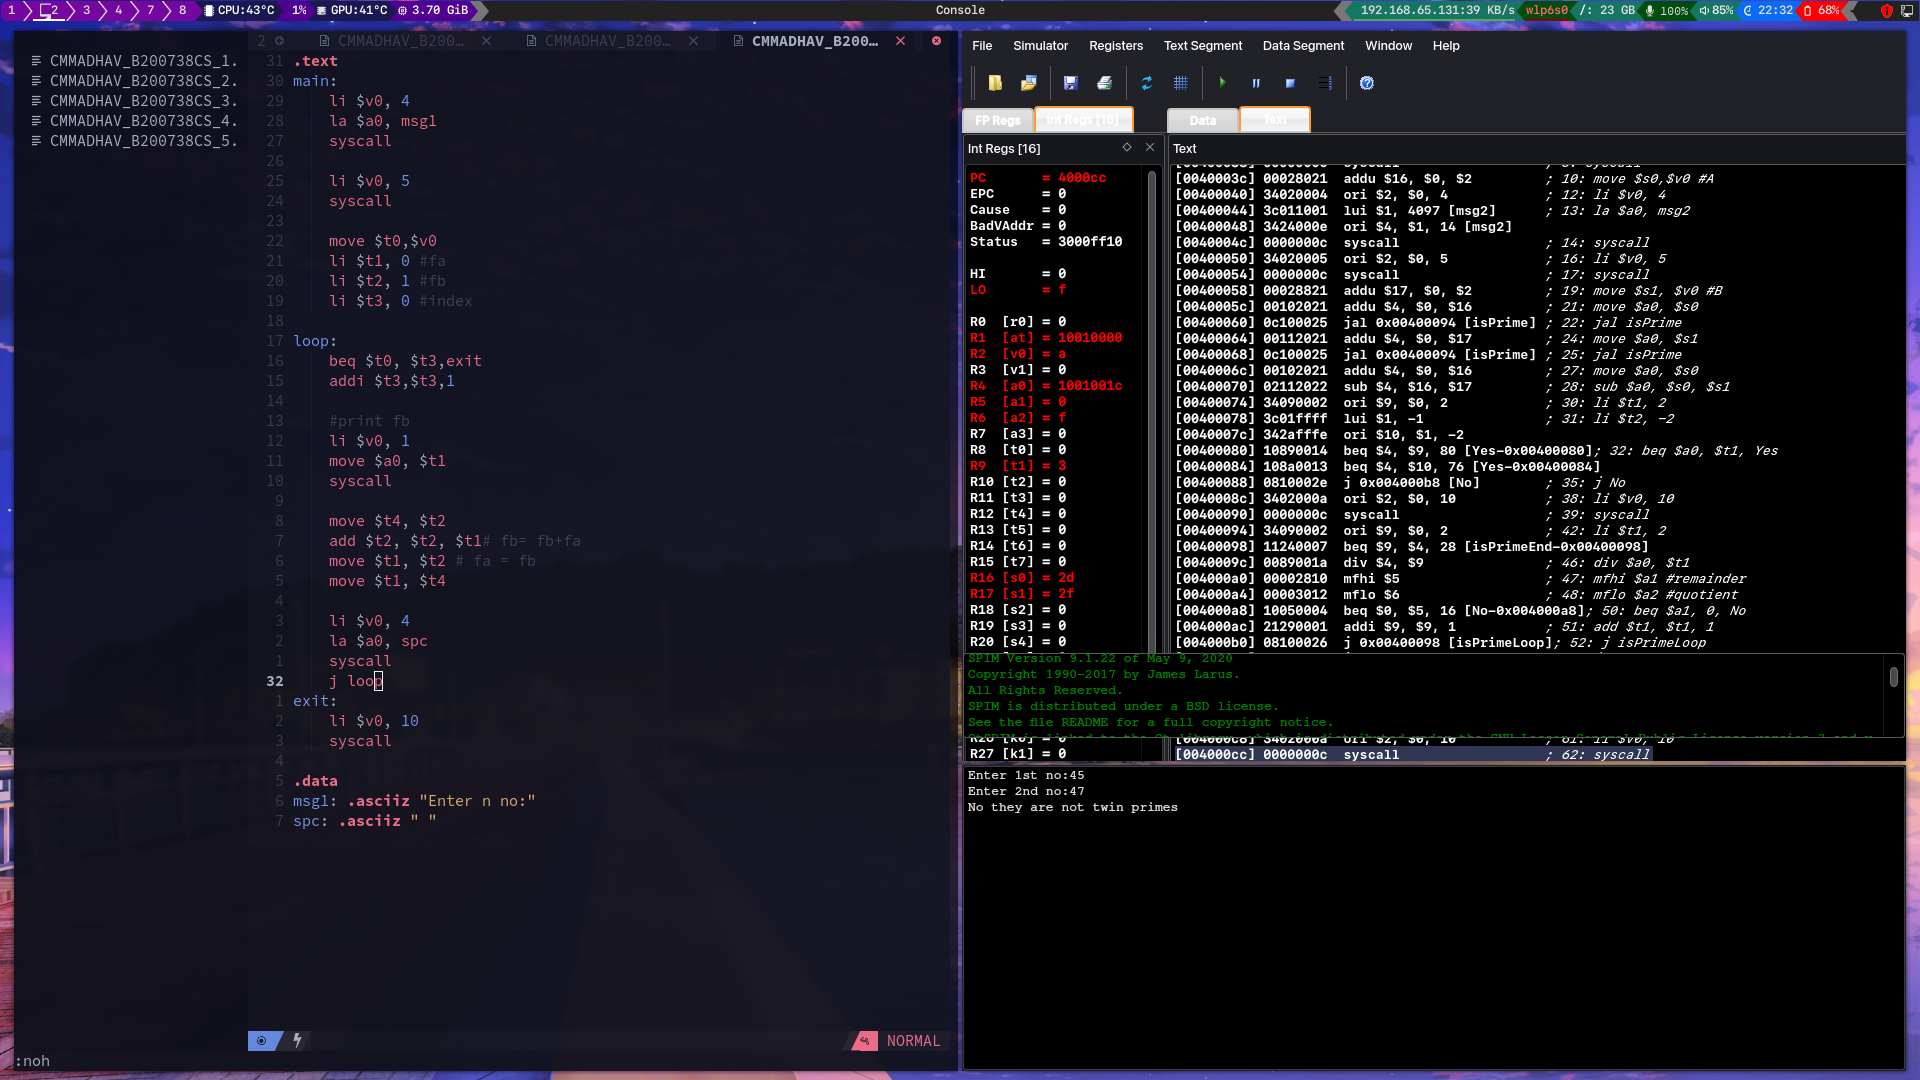 1 2 3 4 7 8 CPU:43°C 1% GPU:41°C 3.70 GiB
Console
192.168.65.131:39 KB/s wlp6s0 /: 23 GB 100% 85% 22:32 68%
CMMADHAV_B200738CS_1.
CMMADHAV_B200738CS_2.
CMMADHAV_B200738CS_3.
CMMADHAV_B200738CS_4.
CMMADHAV_B200738CS_5.
2 CMMADHAV_B200… CMMADHAV_B200… CMMADHAV_B200…
31 .text
30 main:
29 li $v0, 4
28 la $a0, msg1
27 syscall
26
25 li $v0, 5
24 syscall
23
22 move $t0,$v0
21 li $t1, 0 #fa
20 li $t2, 1 #fb
19 li $t3, 0 #index
18
17 loop:
16 beq $t0, $t3,exit
15 addi $t3,$t3,1
14
13 #print fb
12 li $v0, 1
11 move $a0, $t1
10 syscall
9
8 move $t4, $t2
7 add $t2, $t2, $t1# fb= fb+fa
6 move $t1, $t2 # fa = fb
5 move $t1, $t4
4
3 li $v0, 4
2 la $a0, spc
1 syscall
32 j loop
1 exit:
2 li $v0, 10
3 syscall
4
5 .data
6 msg1: .asciiz "Enter n no:"
7 spc: .asciiz " "
NORMAL
:noh
File Simulator Registers Text Segment Data Segment Window Help
FP Regs Int Regs [16] Data Text
Int Regs [16]
PC = 4000cc
EPC = 0
Cause = 0
BadVAddr = 0
Status = 3000ff10
HI = 0
LO = f
R0 [r0] = 0
R1 [at] = 10010000
R2 [v0] = a
R3 [v1] = 0
R4 [a0] = 1001001c
R5 [a1] = 0
R6 [a2] = f
R7 [a3] = 0
R8 [t0] = 0
R9 [t1] = 3
R10 [t2] = 0
R11 [t3] = 0
R12 [t4] = 0
R13 [t5] = 0
R14 [t6] = 0
R15 [t7] = 0
R16 [s0] = 2d
R17 [s1] = 2f
R18 [s2] = 0
R19 [s3] = 0
R20 [s4] = 0
R27 [k1] = 0
Text
[0040003c] 00028021 addu $16, $0, $2 ; 10: move $s0,$v0 #A
[00400040] 34020004 ori $2, $0, 4 ; 12: li $v0, 4
[00400044] 3c011001 lui $1, 4097 [msg2] ; 13: la $a0, msg2
[00400048] 3424000e ori $4, $1, 14 [msg2]
[0040004c] 0000000c syscall ; 14: syscall
[00400050] 34020005 ori $2, $0, 5 ; 16: li $v0, 5
[00400054] 0000000c syscall ; 17: syscall
[00400058] 00028821 addu $17, $0, $2 ; 19: move $s1, $v0 #B
[0040005c] 00102021 addu $4, $0, $16 ; 21: move $a0, $s0
[00400060] 0c100025 jal 0x00400094 [isPrime] ; 22: jal isPrime
[00400064] 00112021 addu $4, $0, $17 ; 24: move $a0, $s1
[00400068] 0c100025 jal 0x00400094 [isPrime] ; 25: jal isPrime
[0040006c] 00102021 addu $4, $0, $16 ; 27: move $a0, $s0
[00400070] 02112022 sub $4, $16, $17 ; 28: sub $a0, $s0, $s1
[00400074] 34090002 ori $9, $0, 2 ; 30: li $t1, 2
[00400078] 3c01ffff lui $1, -1 ; 31: li $t2, -2
[0040007c] 342afffe ori $10, $1, -2
[00400080] 10890014 beq $4, $9, 80 [Yes-0x00400080]; 32: beq $a0, $t1, Yes
[00400084] 108a0013 beq $4, $10, 76 [Yes-0x00400084]
[00400088] 0810002e j 0x004000b8 [No] ; 35: j No
[0040008c] 3402000a ori $2, $0, 10 ; 38: li $v0, 10
[00400090] 0000000c syscall ; 39: syscall
[00400094] 34090002 ori $9, $0, 2 ; 42: li $t1, 2
[00400098] 11240007 beq $9, $4, 28 [isPrimeEnd-0x00400098]
[0040009c] 0089001a div $4, $9 ; 46: div $a0, $t1
[004000a0] 00002810 mfhi $5 ; 47: mfhi $a1 #remainder
[004000a4] 00003012 mflo $6 ; 48: mflo $a2 #quotient
[004000a8] 10050004 beq $0, $5, 16 [No-0x004000a8]; 50: beq $a1, 0, No
[004000ac] 21290001 addi $9, $9, 1 ; 51: add $t1, $t1, 1
[004000b0] 08100026 j 0x00400098 [isPrimeLoop]; 52: j isPrimeLoop
SPIM Version 9.1.22 of May 9, 2020
Copyright 1990-2017 by James Larus.
All Rights Reserved.
SPIM is distributed under a BSD license.
See the file README for a full copyright notice.
[004000cc] 0000000c syscall ; 62: syscall
Enter 1st no:45
Enter 2nd no:47
No they are not twin primes